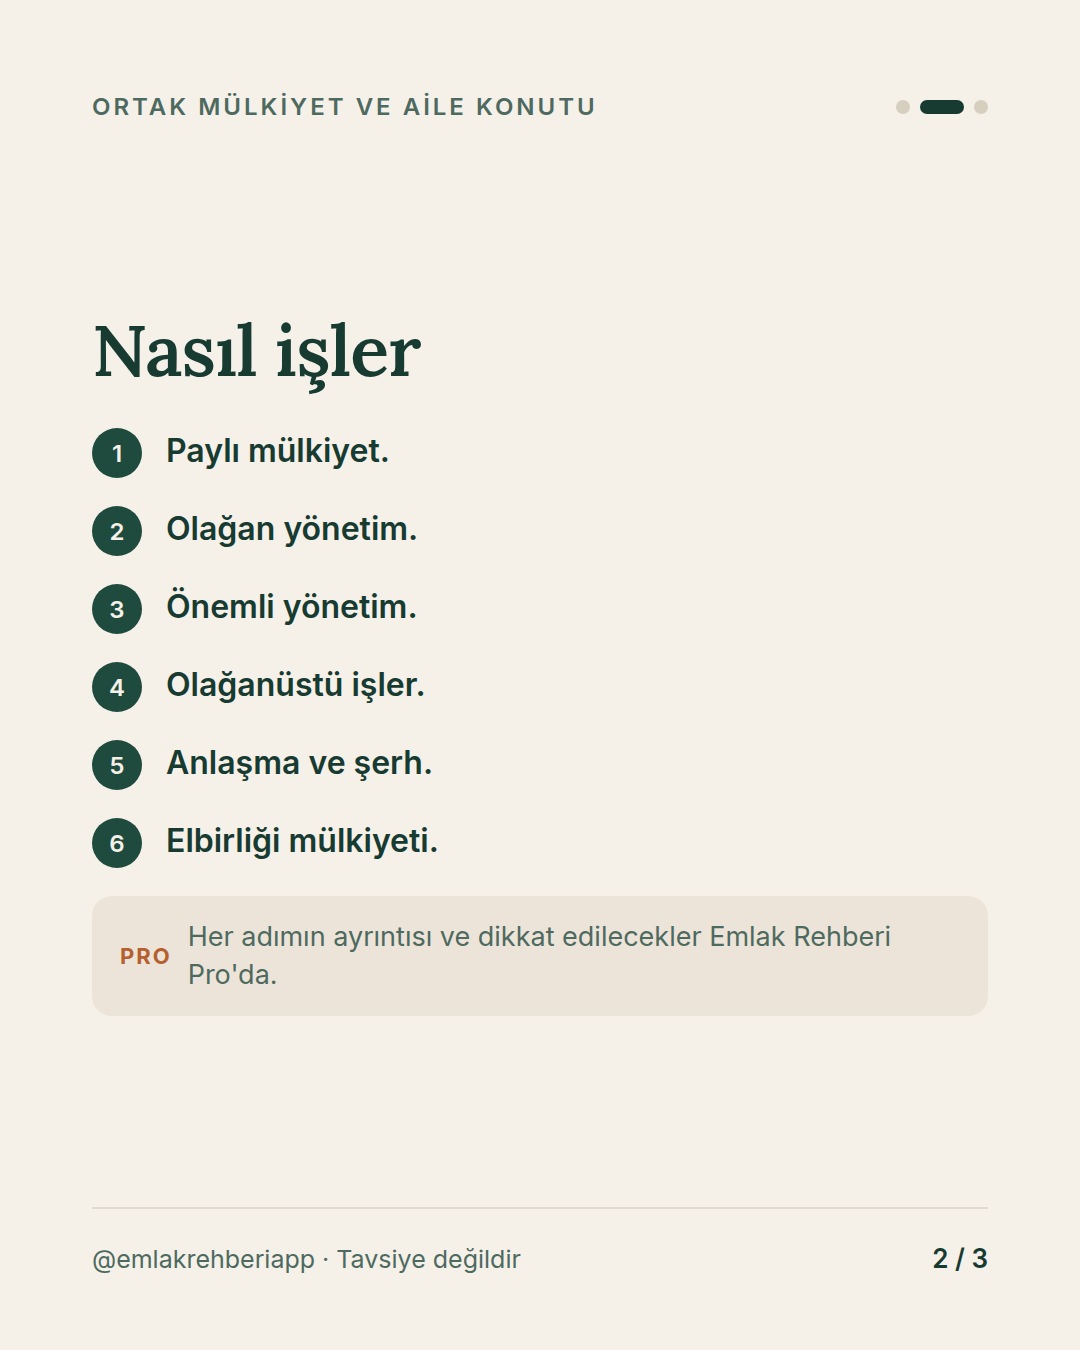 ORTAK MÜLKİYET VE AİLE KONUTU
Nasıl işler
1 Paylı mülkiyet.
2 Olağan yönetim.
3 Önemli yönetim.
4 Olağanüstü işler.
5 Anlaşma ve şerh.
6 Elbirliği mülkiyeti.
PRO Her adımın ayrıntısı ve dikkat edilecekler Emlak Rehberi
Pro'da.
@emlakrehberiapp · Tavsiye değildir
2 / 3